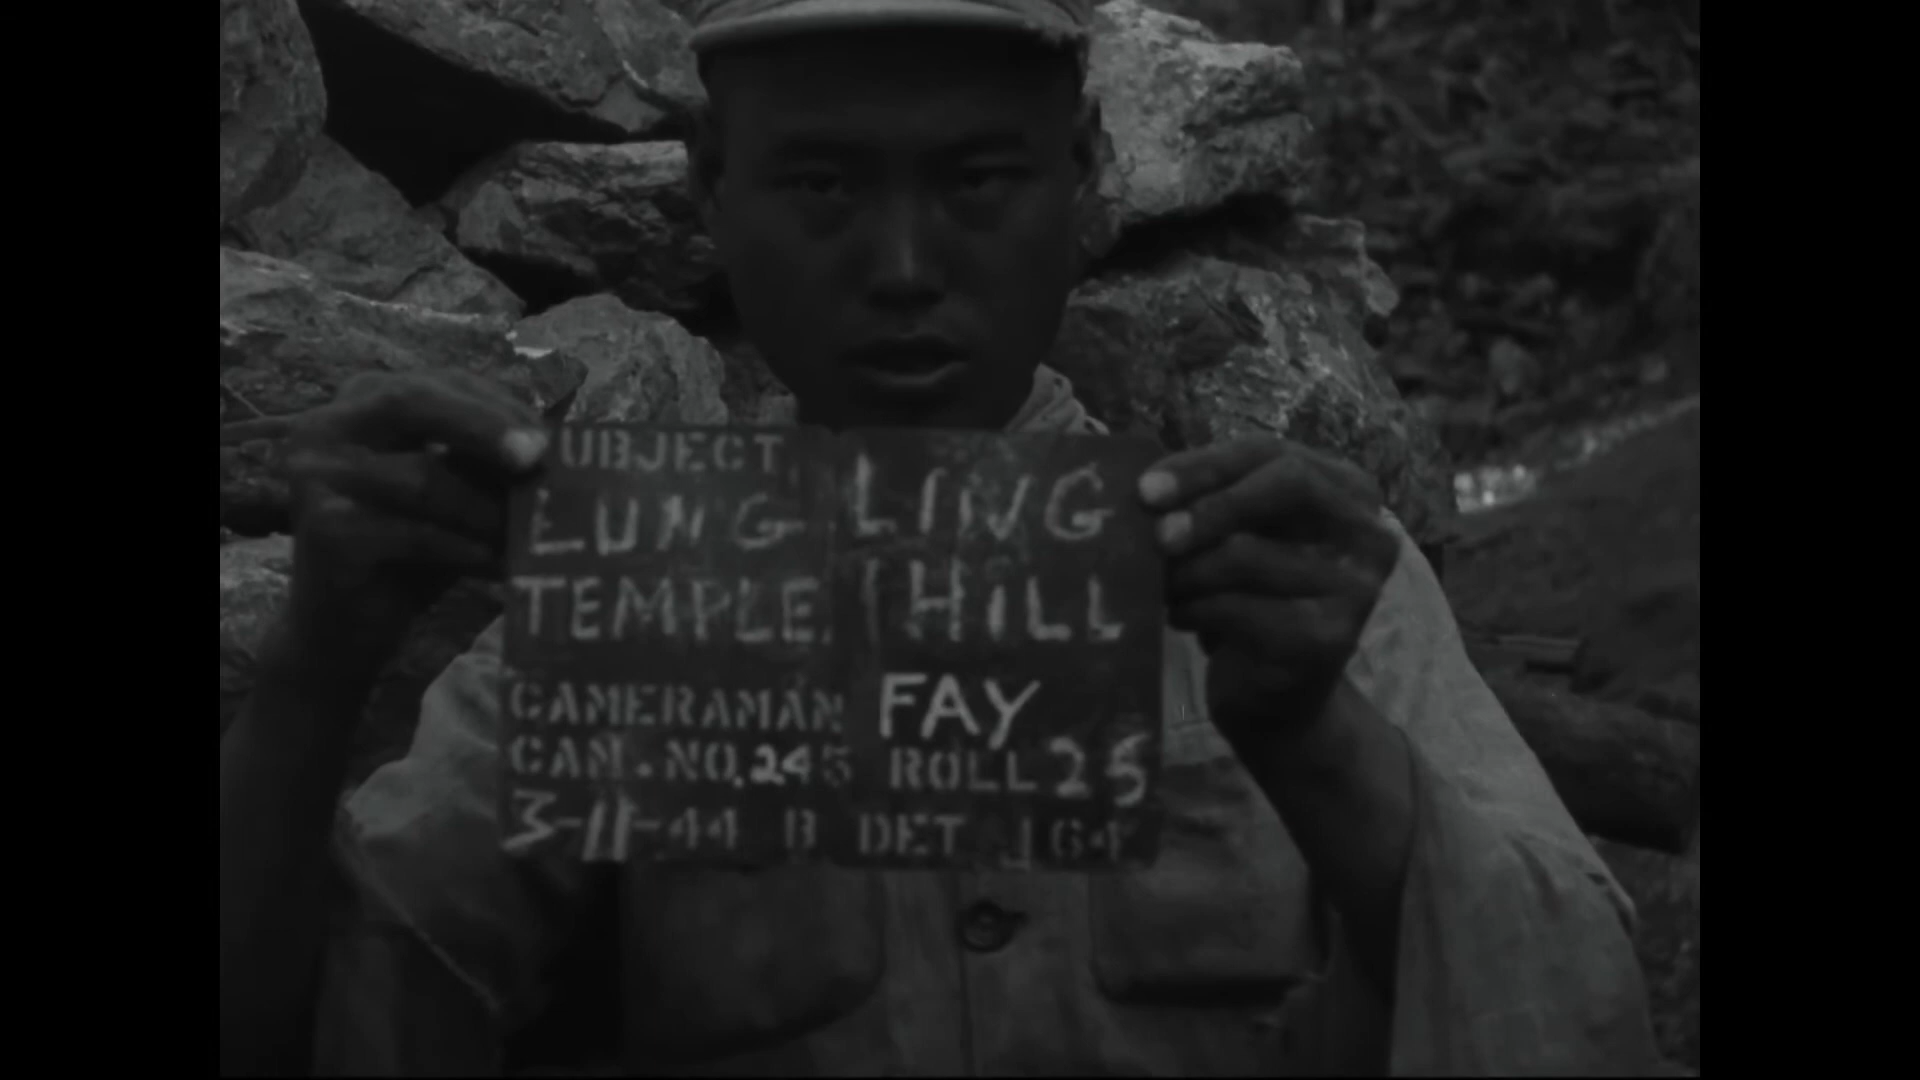 UBJECT.
LUNG LING
TEMPLE HILL
CAMERAMAN FAY
CAM. NO. 245 ROLL 25
3-11-44 B DET 164